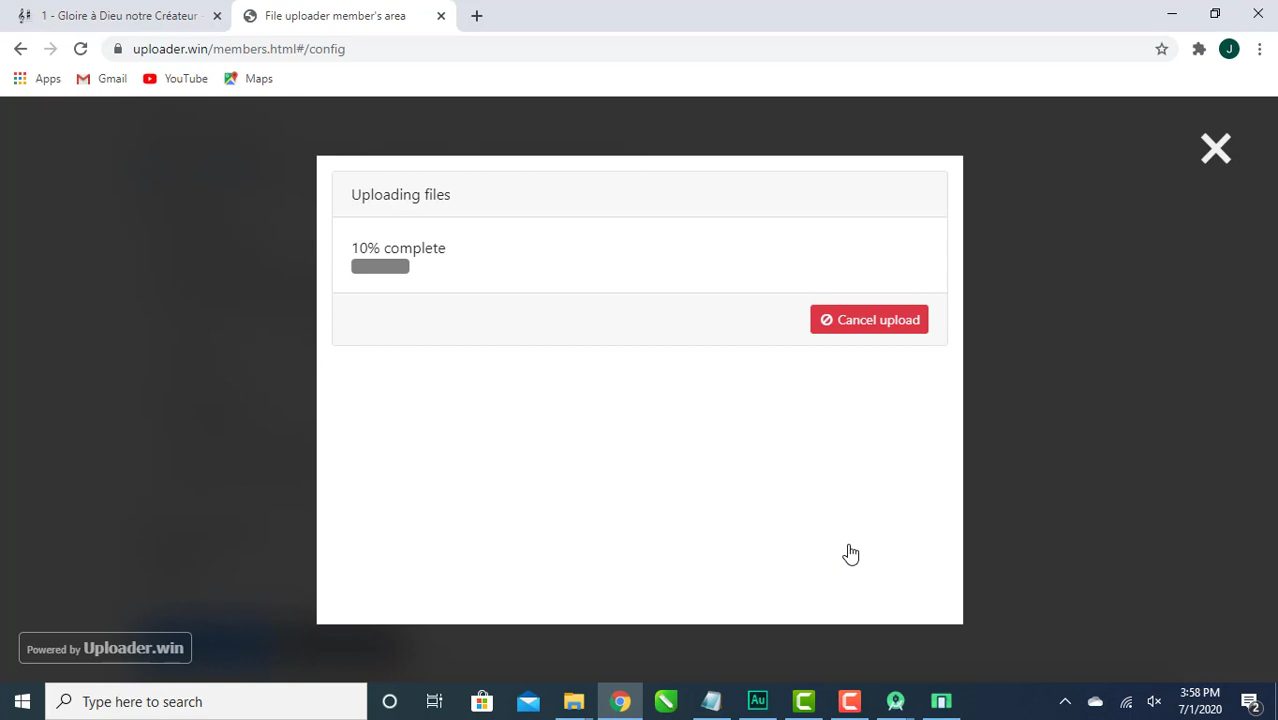 1 - Gloire à Dieu notre Créateur -
File uploader member's area
uploader.win/members.html#/config
J
Apps
Gmail
YouTube
Maps
Uploading files
10% complete
Cancel upload
Powered by Uploader.win
Type here to search
Au
3:58 PM
7/1/2020
2